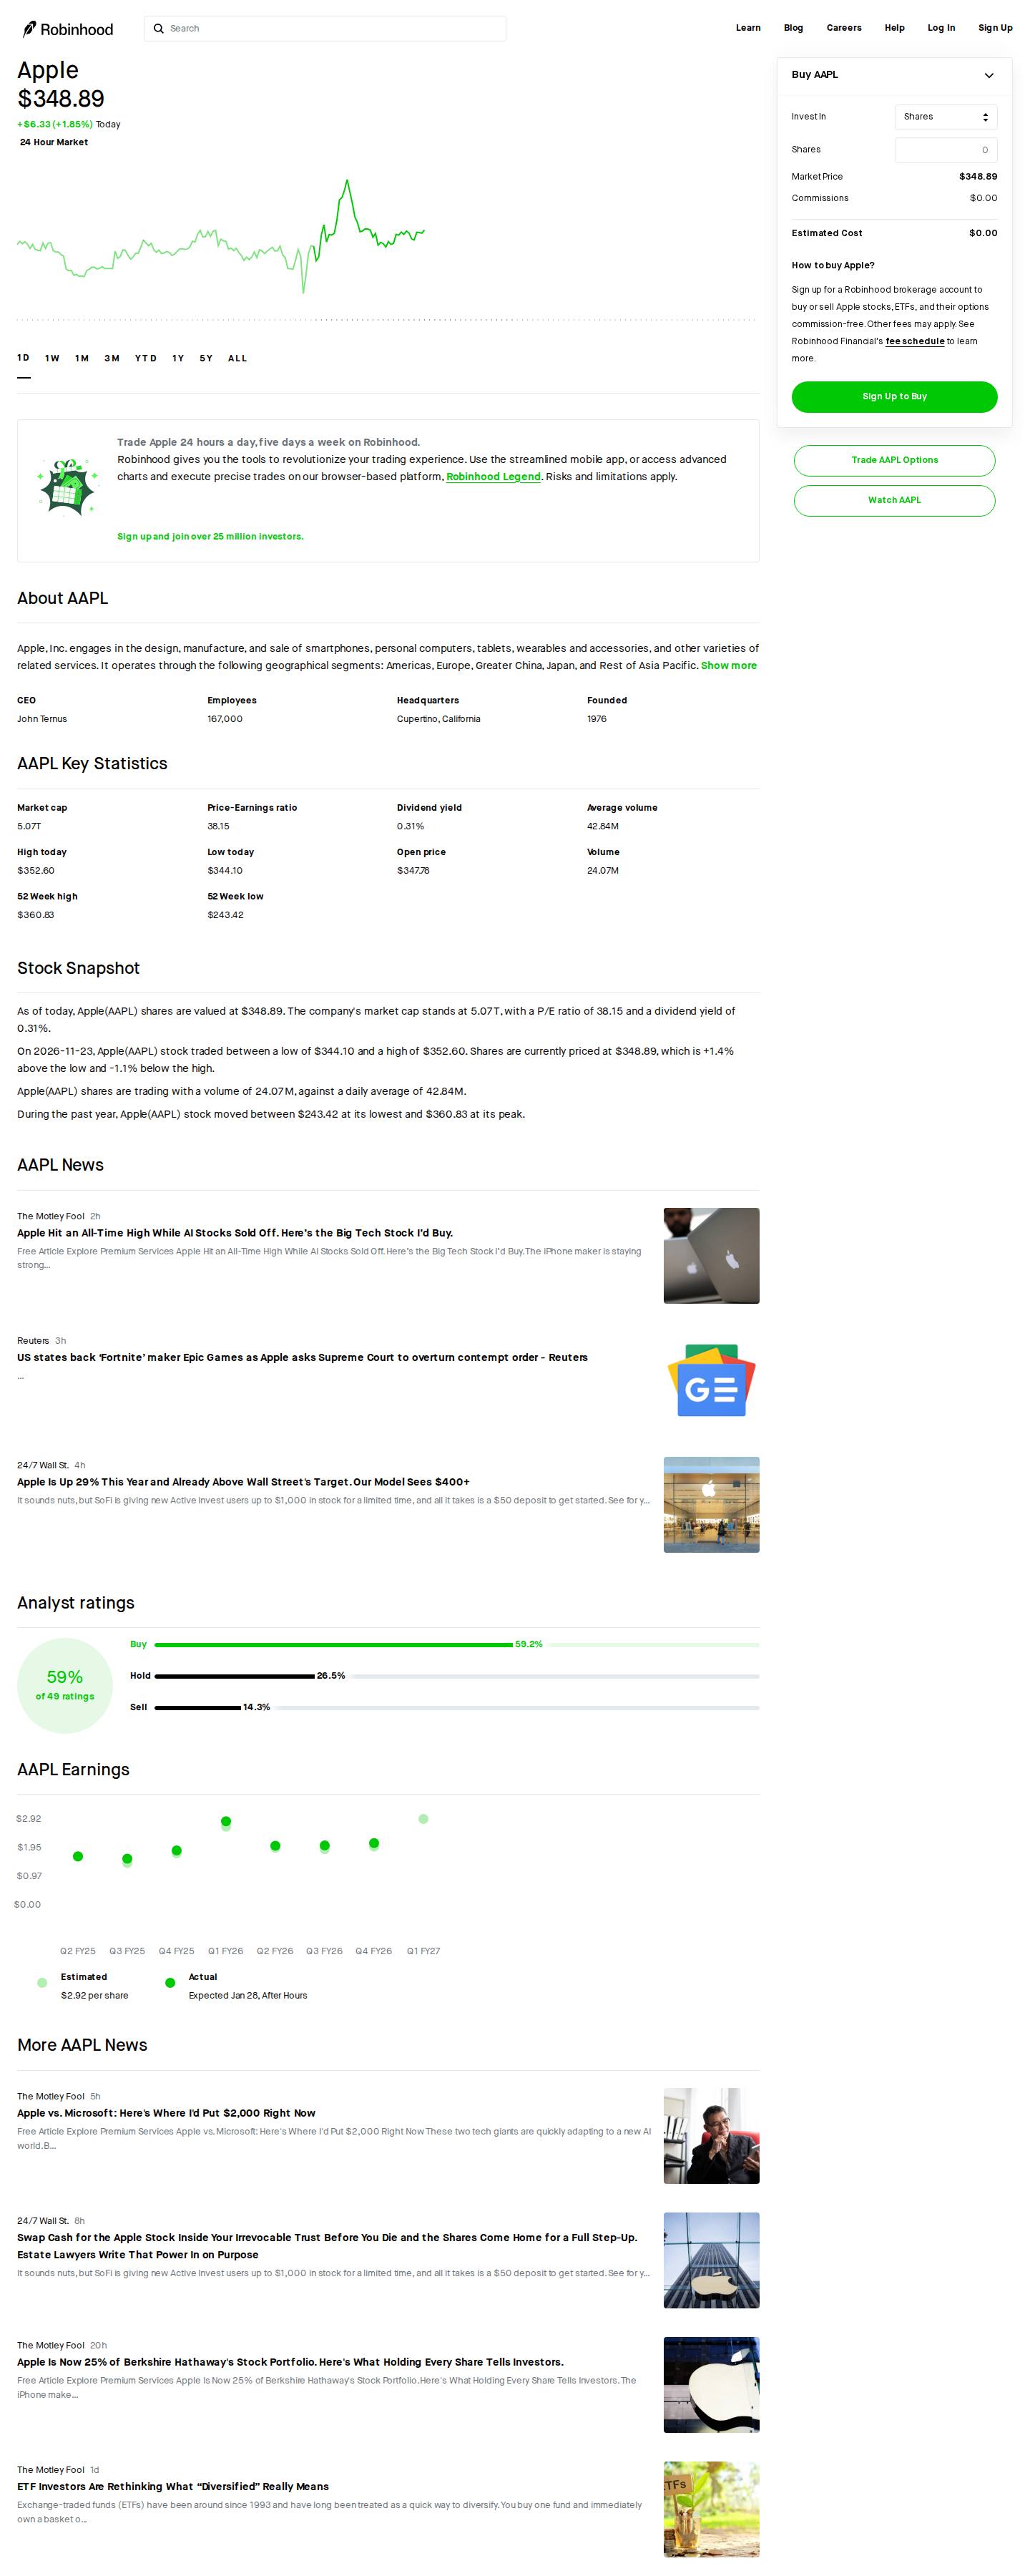 Robinhood
Search
Learn
Blog
Careers
Help
Log In
Sign Up
Apple
$348.89
+$6.33 (+1.85%) Today
24 Hour Market
1D
1W
1M
3M
YTD
1Y
5Y
ALL
Buy AAPL
Invest In
Shares
Shares
0
Market Price
$348.89
Commissions
$0.00
Estimated Cost
$0.00
How to buy Apple?
Sign up for a Robinhood brokerage account to
buy or sell Apple stocks, ETFs, and their options
commission-free. Other fees may apply. See
Robinhood Financial's fee schedule to learn
more.
Sign Up to Buy
Trade AAPL Options
Watch AAPL
Trade Apple 24 hours a day, five days a week on Robinhood.
Robinhood gives you the tools to revolutionize your trading experience. Use the streamlined mobile app, or access advanced
charts and execute precise trades on our browser-based platform, Robinhood Legend. Risks and limitations apply.
Sign up and join over 25 million investors.
About AAPL
Apple, Inc. engages in the design, manufacture, and sale of smartphones, personal computers, tablets, wearables and accessories, and other varieties of
related services. It operates through the following geographical segments: Americas, Europe, Greater China, Japan, and Rest of Asia Pacific. Show more
CEO
John Ternus
Employees
167,000
Headquarters
Cupertino, California
Founded
1976
AAPL Key Statistics
Market cap
5.07T
Price-Earnings ratio
38.15
Dividend yield
0.31%
Average volume
42.84M
High today
$352.60
Low today
$344.10
Open price
$347.78
Volume
24.07M
52 Week high
$360.83
52 Week low
$243.42
Stock Snapshot
As of today, Apple(AAPL) shares are valued at $348.89. The company's market cap stands at 5.07T, with a P/E ratio of 38.15 and a dividend yield of
0.31%.
On 2026-11-23, Apple(AAPL) stock traded between a low of $344.10 and a high of $352.60. Shares are currently priced at $348.89, which is +1.4%
above the low and -1.1% below the high.
Apple(AAPL) shares are trading with a volume of 24.07M, against a daily average of 42.84M.
During the past year, Apple(AAPL) stock moved between $243.42 at its lowest and $360.83 at its peak.
AAPL News
The Motley Fool 2h
Apple Hit an All-Time High While AI Stocks Sold Off. Here's the Big Tech Stock I'd Buy.
Free Article Explore Premium Services Apple Hit an All-Time High While AI Stocks Sold Off. Here's the Big Tech Stock I'd Buy.The iPhone maker is staying
strong...
Reuters 3h
US states back ‘Fortnite’ maker Epic Games as Apple asks Supreme Court to overturn contempt order - Reuters
...
GE
24/7 Wall St. 4h
Apple Is Up 29% This Year and Already Above Wall Street's Target. Our Model Sees $400+
It sounds nuts, but SoFi is giving new Active Invest users up to $1,000 in stock for a limited time, and all it takes is a $50 deposit to get started. See for y...
Analyst ratings
59%
of 49 ratings
Buy
59.2%
Hold
26.5%
Sell
14.3%
AAPL Earnings
$2.92
$1.95
$0.97
$0.00
Q2 FY25
Q3 FY25
Q4 FY25
Q1 FY26
Q2 FY26
Q3 FY26
Q4 FY26
Q1 FY27
Estimated
$2.92 per share
Actual
Expected Jan 28, After Hours
More AAPL News
The Motley Fool 5h
Apple vs. Microsoft: Here's Where I'd Put $2,000 Right Now
Free Article Explore Premium Services Apple vs. Microsoft: Here's Where I'd Put $2,000 Right Now These two tech giants are quickly adapting to a new AI
world. B...
24/7 Wall St. 8h
Swap Cash for the Apple Stock Inside Your Irrevocable Trust Before You Die and the Shares Come Home for a Full Step-Up.
Estate Lawyers Write That Power In on Purpose
It sounds nuts, but SoFi is giving new Active Invest users up to $1,000 in stock for a limited time, and all it takes is a $50 deposit to get started. See for y...
The Motley Fool 20h
Apple Is Now 25% of Berkshire Hathaway's Stock Portfolio. Here's What Holding Every Share Tells Investors.
Free Article Explore Premium Services Apple Is Now 25% of Berkshire Hathaway's Stock Portfolio.Here's What Holding Every Share Tells Investors. The
iPhone make...
The Motley Fool 1d
ETF Investors Are Rethinking What “Diversified” Really Means
Exchange-traded funds (ETFs) have been around since 1993 and have long been treated as a quick way to diversify. You buy one fund and immediately
own a basket o...
ETFs